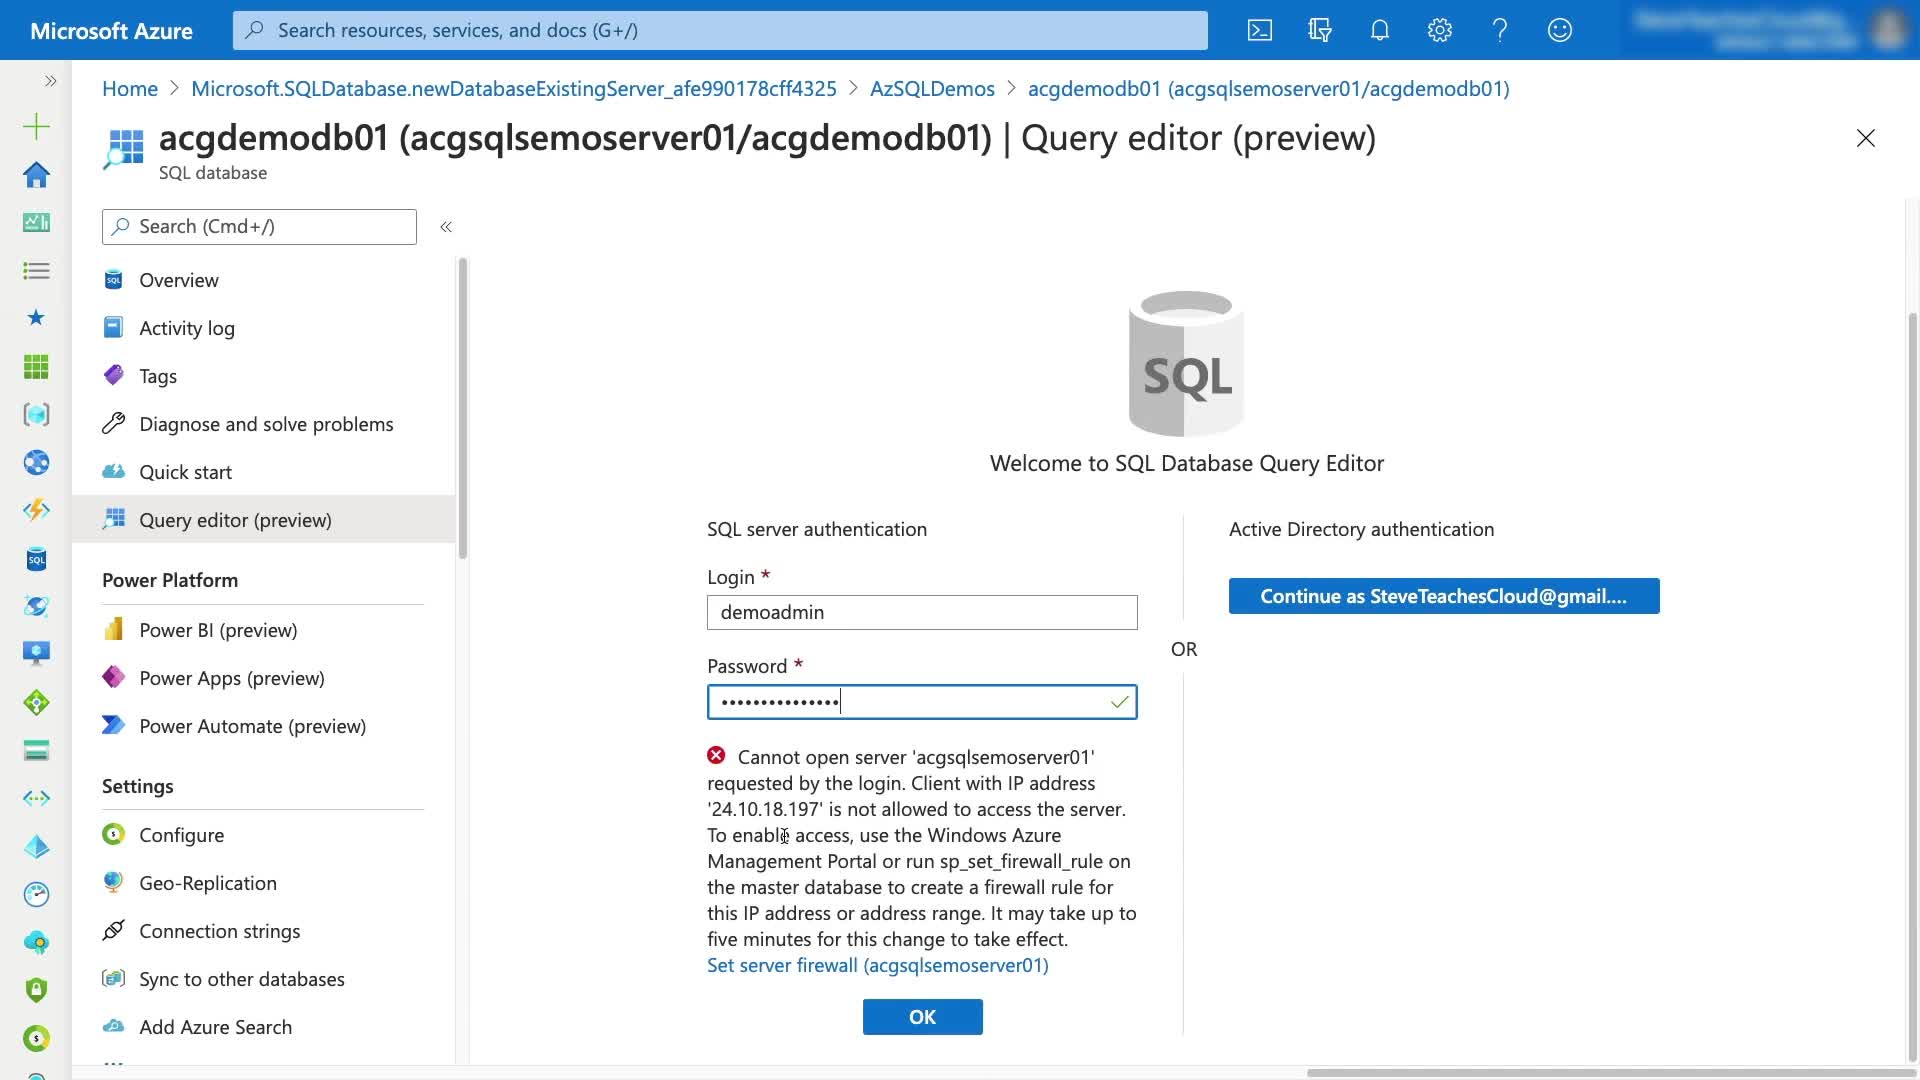 Microsoft Azure
Search resources, services, and docs (G+/)
Home > Microsoft.SQLDatabase.newDatabaseExistingServer_afe990178cff4325 > AzSQLDemos > acgdemodb01 (acgsqlsemoserver01/acgdemodb01)
acgdemodb01 (acgsqlsemoserver01/acgdemodb01) | Query editor (preview)
SQL database
Search (Cmd+/)
Overview
Activity log
Tags
Diagnose and solve problems
Quick start
Query editor (preview)
Power Platform
Power BI (preview)
Power Apps (preview)
Power Automate (preview)
Settings
Configure
Geo-Replication
Connection strings
Sync to other databases
Add Azure Search
SQL
Welcome to SQL Database Query Editor
SQL server authentication
Login *
demoadmin
Password *
•••••••••••••••
Cannot open server 'acgsqlsemoserver01'
requested by the login. Client with IP address
'24.10.18.197' is not allowed to access the server.
To enable access, use the Windows Azure
Management Portal or run sp_set_firewall_rule on
the master database to create a firewall rule for
this IP address or address range. It may take up to
five minutes for this change to take effect.
Set server firewall (acgsqlsemoserver01)
OK
OR
Active Directory authentication
Continue as SteveTeachesCloud@gmail....